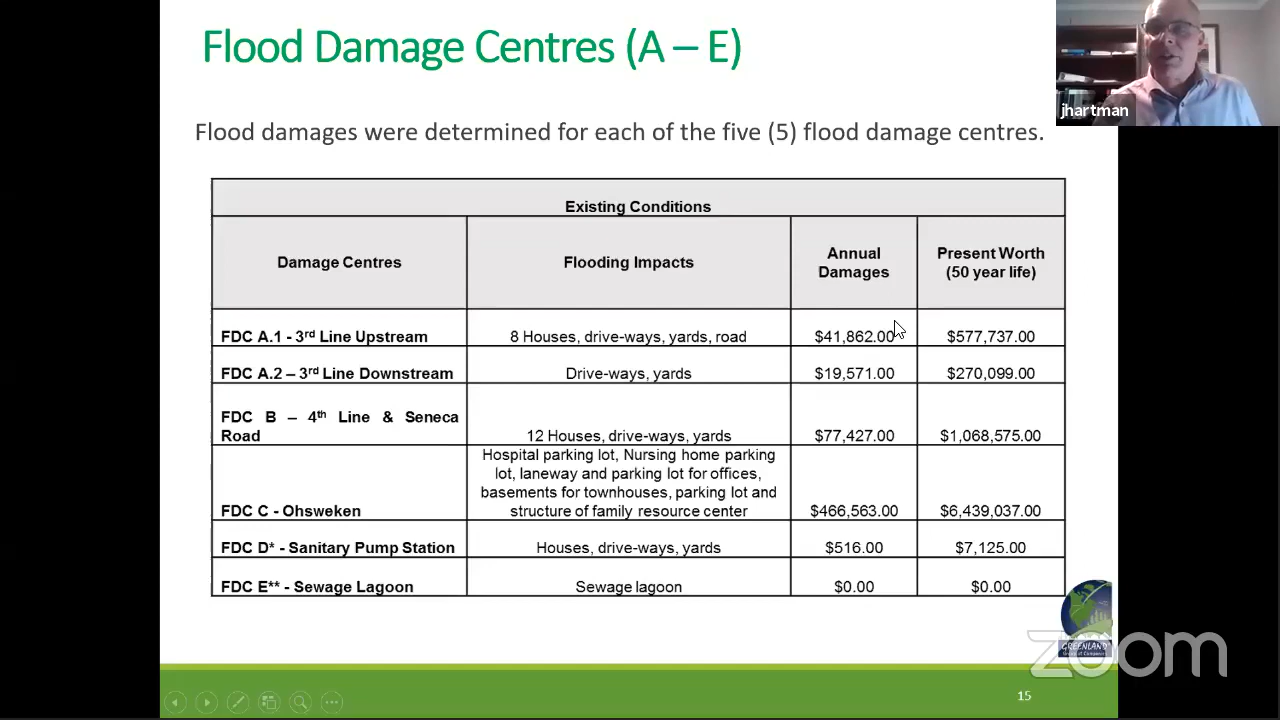 Flood Damage Centres (A – E)
jhartman
Flood damages were determined for each of the five (5) flood damage centres.
Existing Conditions
Damage Centres
Flooding Impacts
Annual
Damages
Present Worth
(50 year life)
FDC A.1 - 3rd Line Upstream
8 Houses, drive-ways, yards, road
$41,862.00
$577,737.00
FDC A.2 – 3rd Line Downstream
Drive-ways, yards
$19,571.00
$270,099.00
FDC B – 4th Line & Seneca
Road
12 Houses, drive-ways, yards
$77,427.00
$1,068,575.00
FDC C - Ohsweken
Hospital parking lot, Nursing home parking
lot, laneway and parking lot for offices,
basements for townhouses, parking lot and
structure of family resource center
$466,563.00
$6,439,037.00
FDC D* - Sanitary Pump Station
Houses, drive-ways, yards
$516.00
$7,125.00
FDC E** - Sewage Lagoon
Sewage lagoon
$0.00
$0.00
GREENLAND
zoom
15